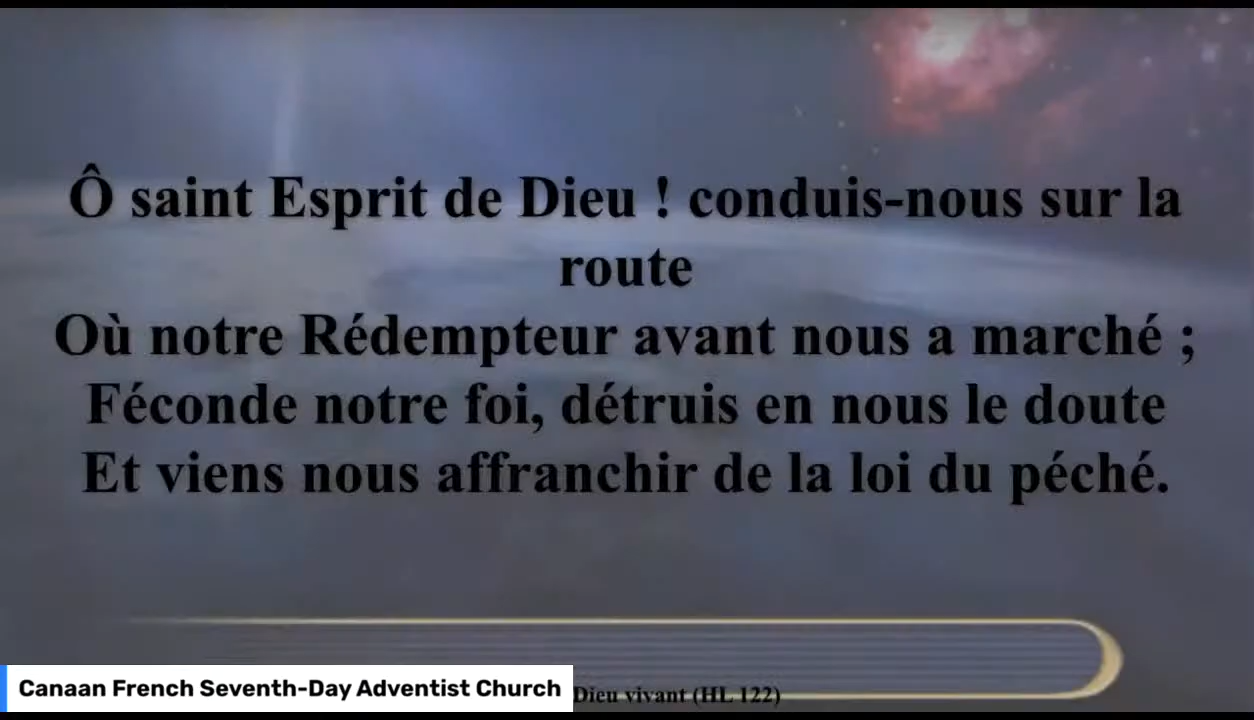 Ô saint Esprit de Dieu ! conduis-nous sur la
route
Où notre Rédempteur avant nous a marché ;
Féconde notre foi, détruis en nous le doute
Et viens nous affranchir de la loi du péché.
Canaan French Seventh-Day Adventist Church
Dieu vivant (HL 122)